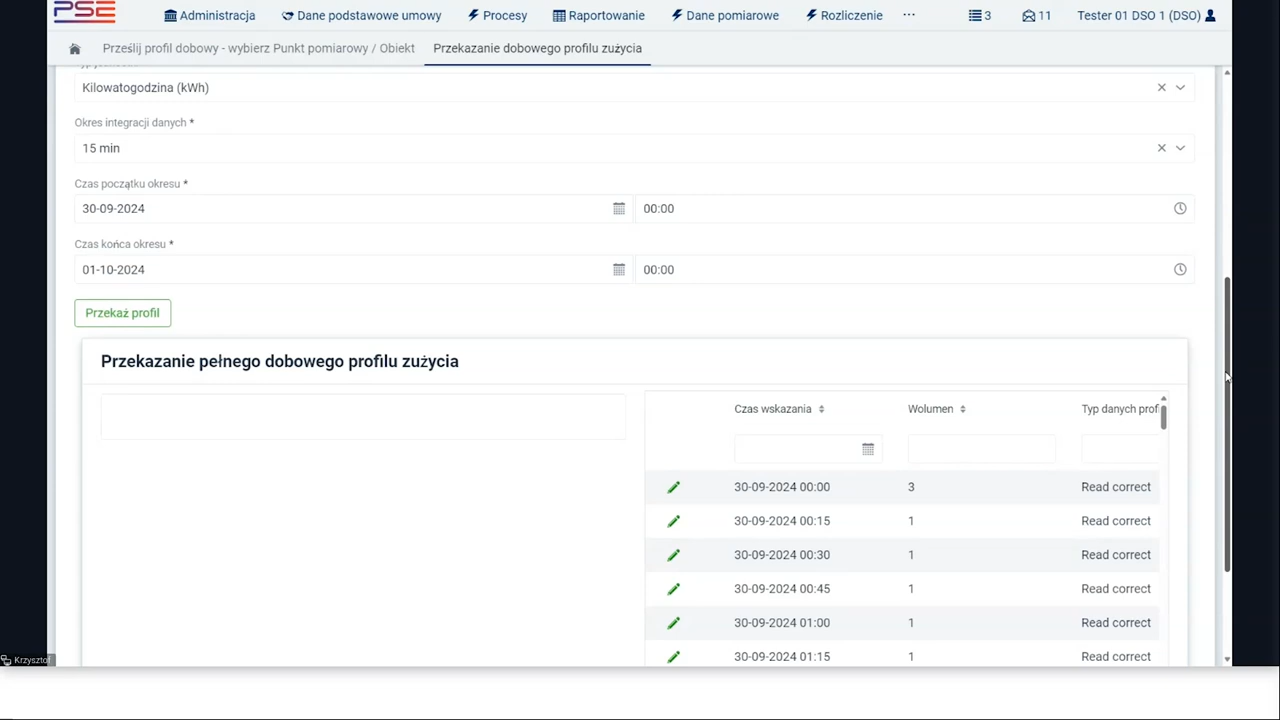 PSE
Administracja Dane podstawowe umowy Procesy Raportowanie Dane pomiarowe Rozliczenie ... 3 11 Tester 01 DSO 1 (DSO)
Prześlij profil dobowy - wybierz Punkt pomiarowy / Obiekt Przekazanie dobowego profilu zużycia
Kilowatogodzina (kWh)
Okres integracji danych *
15 min
Czas początku okresu *
30-09-2024 00:00
Czas końca okresu *
01-10-2024 00:00
Przekaż profil
Przekazanie pełnego dobowego profilu zużycia
Czas wskazania Wolumen Typ danych profi
30-09-2024 00:00 3 Read correct
30-09-2024 00:15 1 Read correct
30-09-2024 00:30 1 Read correct
30-09-2024 00:45 1 Read correct
30-09-2024 01:00 1 Read correct
30-09-2024 01:15 1 Read correct
Krzysztof